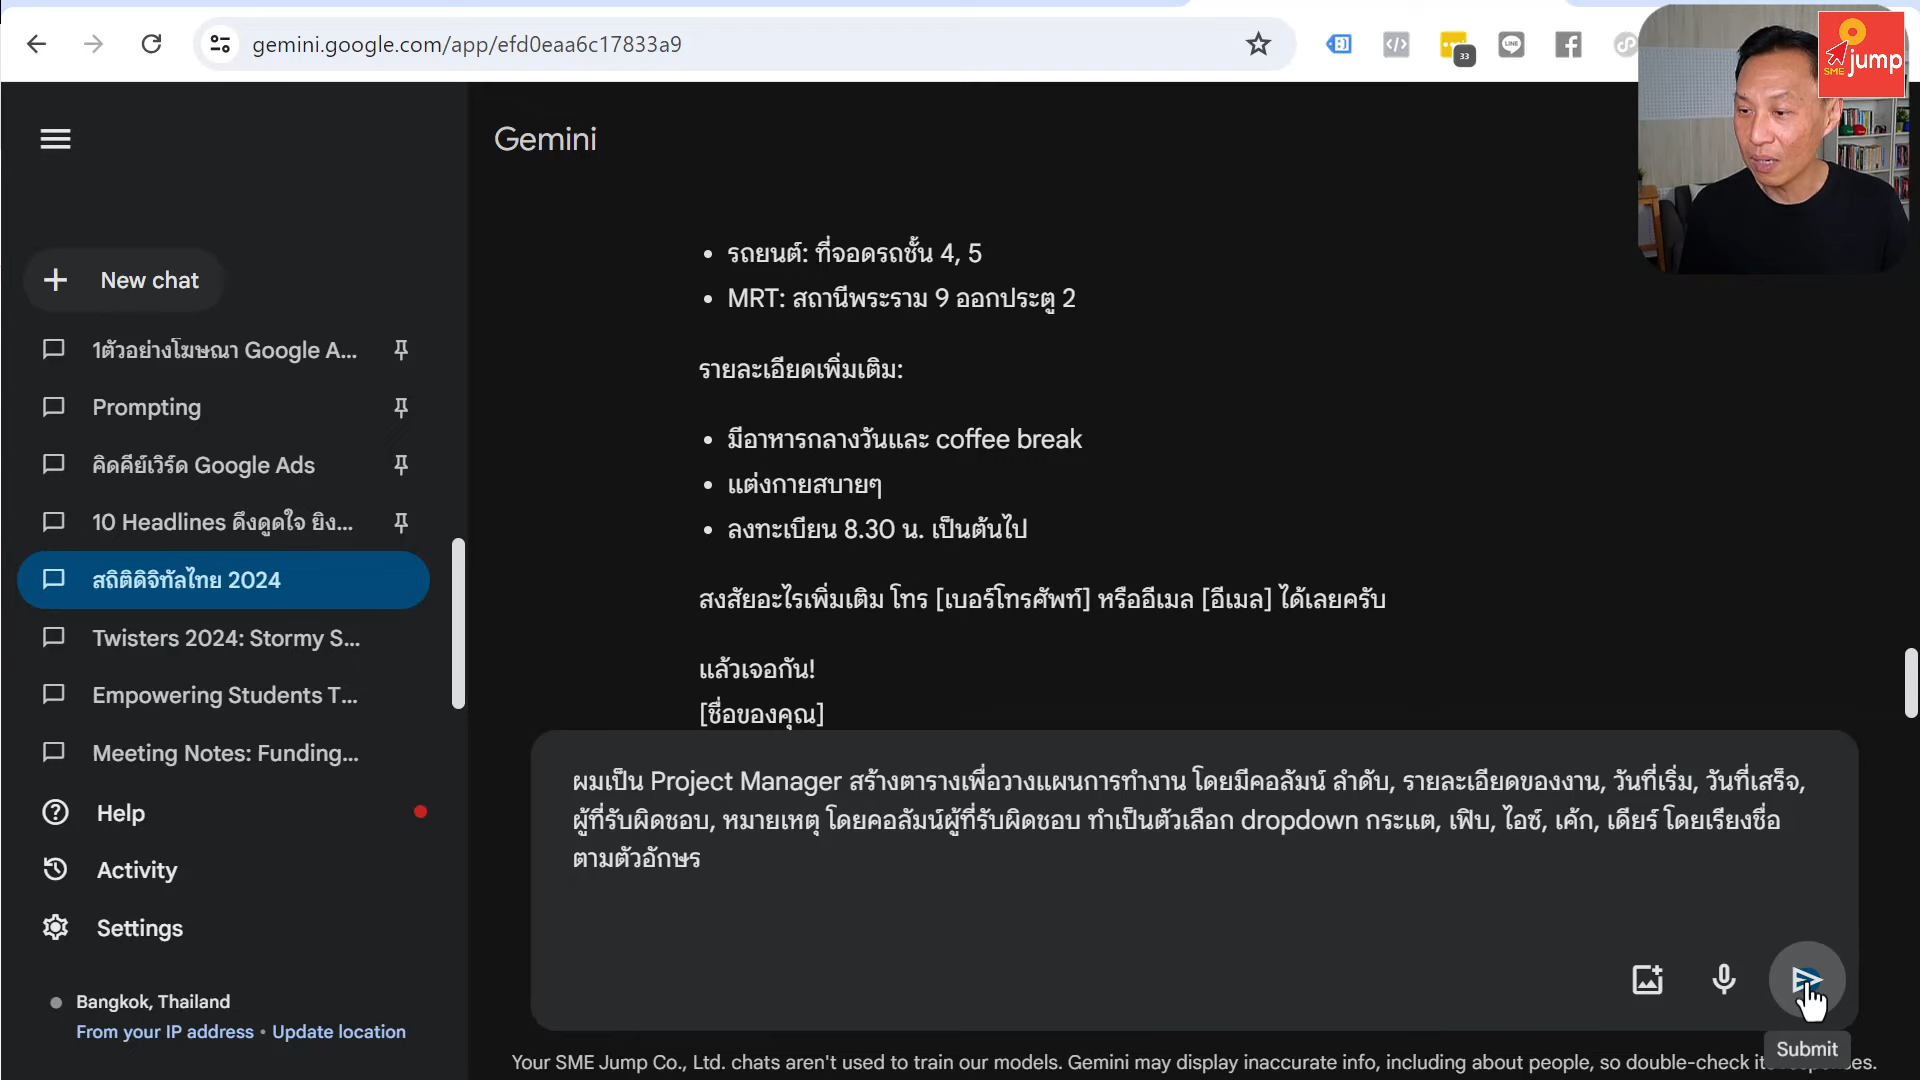 gemini.google.com/app/efd0eaa6c17833a9
33
SME jump
Gemini
New chat
1ตัวอย่างโฆษณา Google A...
Prompting
คิดคีย์เวิร์ด Google Ads
10 Headlines ดึงดูดใจ ยิง...
สถิติดิจิทัลไทย 2024
Twisters 2024: Stormy S...
Empowering Students T...
Meeting Notes: Funding...
Help
Activity
Settings
Bangkok, Thailand
From your IP address • Update location
• รถยนต์: ที่จอดรถชั้น 4, 5
• MRT: สถานีพระราม 9 ออกประตู 2
รายละเอียดเพิ่มเติม:
• มีอาหารกลางวันและ coffee break
• แต่งกายสบายๆ
• ลงทะเบียน 8.30 น. เป็นต้นไป
สงสัยอะไรเพิ่มเติม โทร [เบอร์โทรศัพท์] หรืออีเมล [อีเมล] ได้เลยครับ
แล้วเจอกัน!
[ชื่อของคุณ]
ผมเป็น Project Manager สร้างตารางเพื่อวางแผนการทำงาน โดยมีคอลัมน์ ลำดับ, รายละเอียดของงาน, วันที่เริ่ม, วันที่เสร็จ,
ผู้ที่รับผิดชอบ, หมายเหตุ โดยคอลัมน์ผู้ที่รับผิดชอบ ทำเป็นตัวเลือก dropdown กระแต, เฟิบ, ไอซ์, เค้ก, เดียร์ โดยเรียงชื่อ
ตามตัวอักษร
Submit
Your SME Jump Co., Ltd. chats aren't used to train our models. Gemini may display inaccurate info, including about people, so double-check